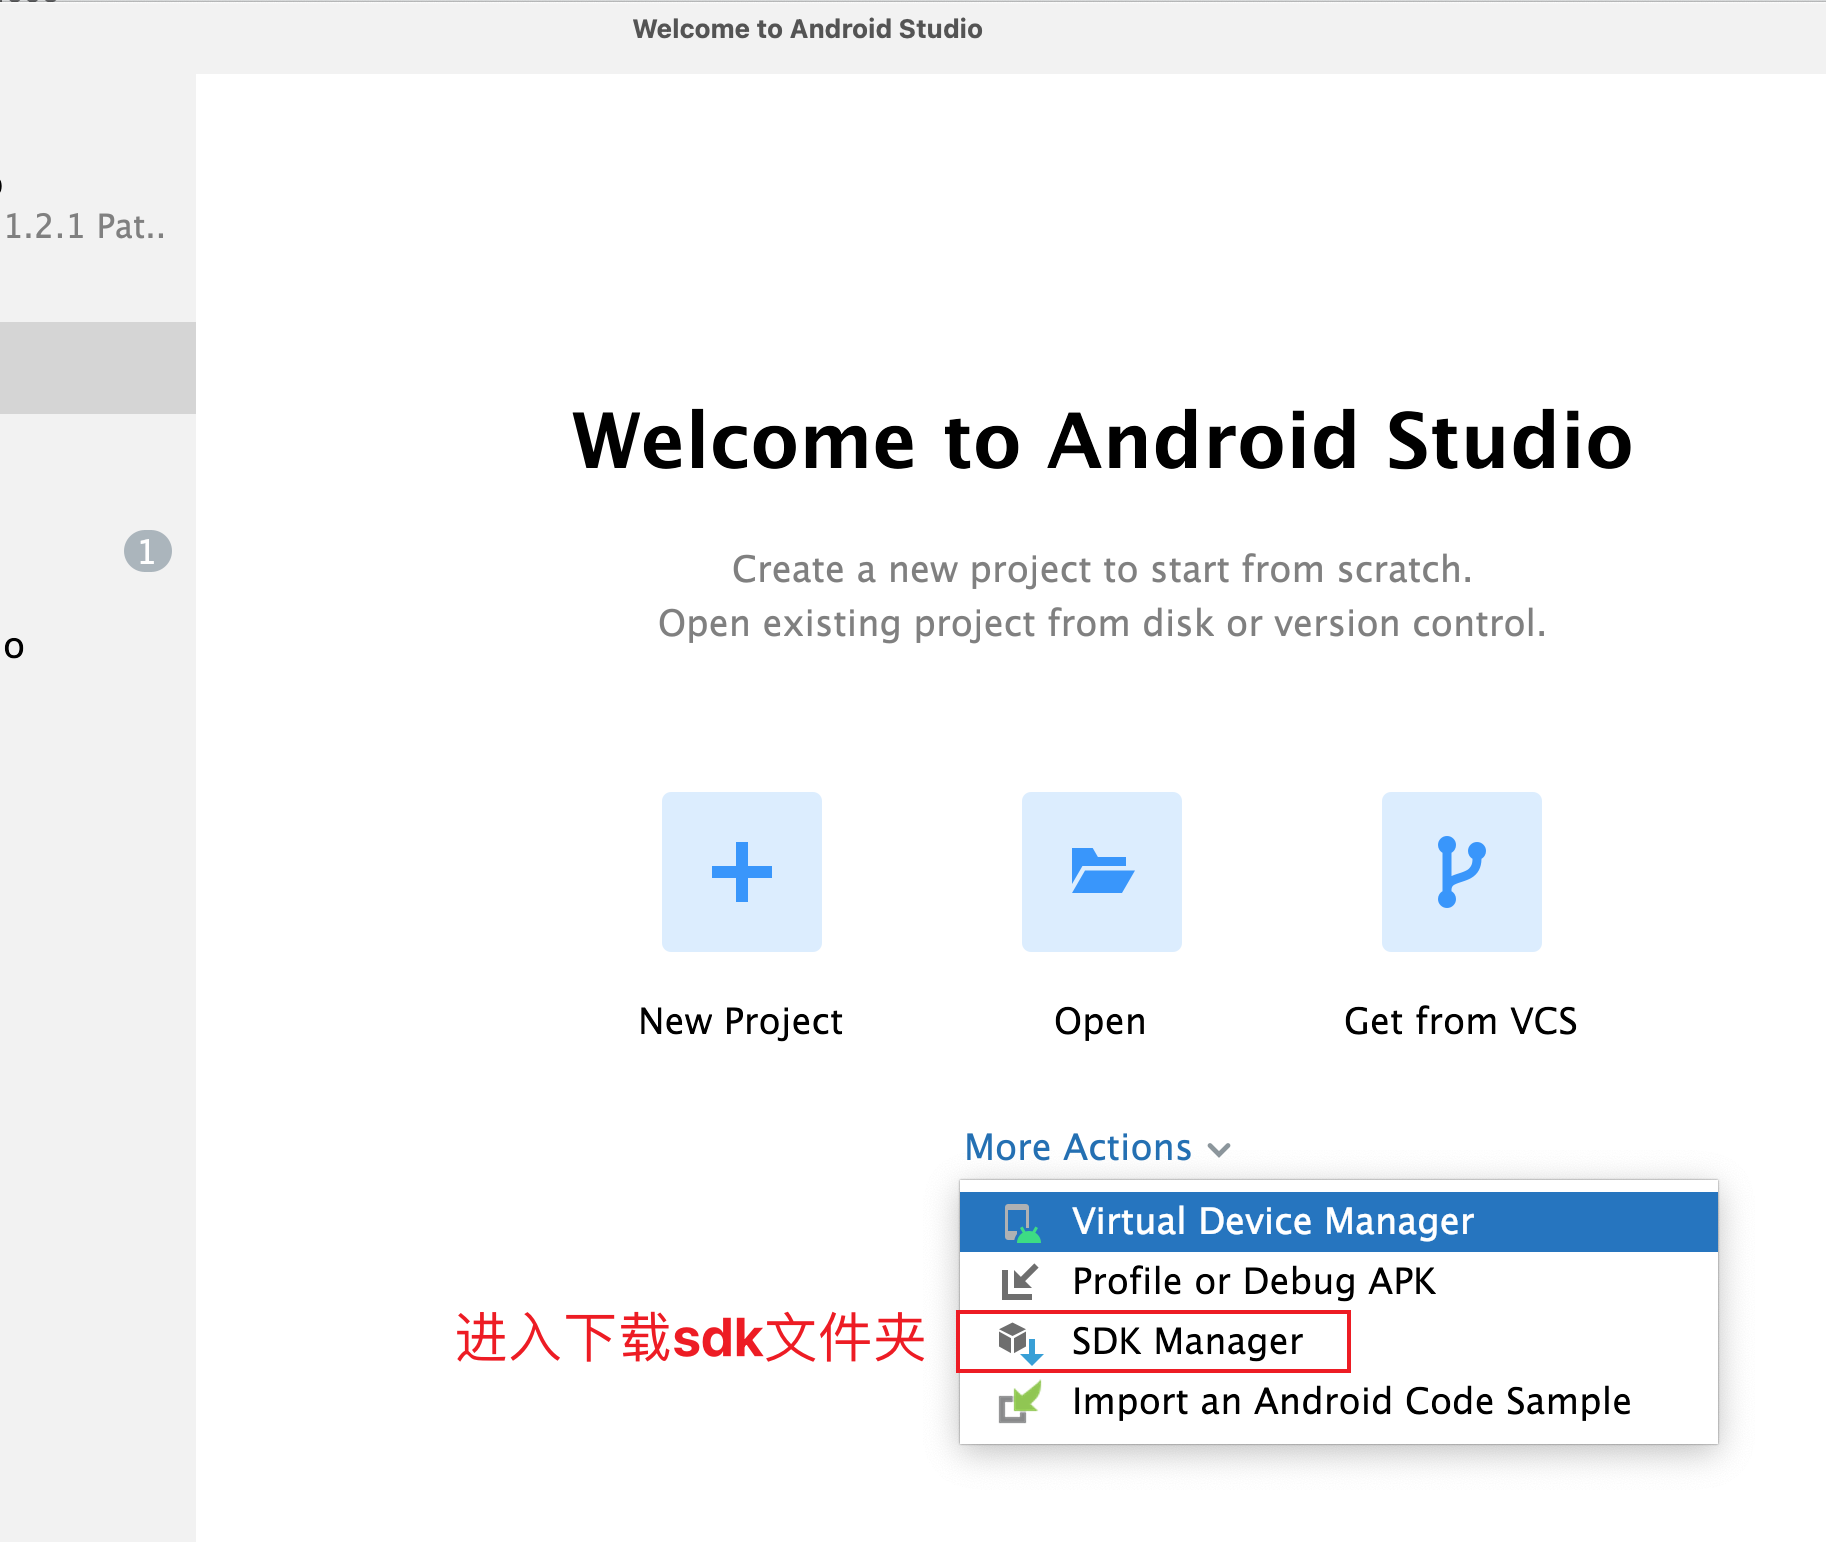 Welcome to Android Studio
1.2.1 Pat..
Welcome to Android Studio
Create a new project to start from scratch.
Open existing project from disk or version control.
1
o
New Project
Open
Get from VCS
More Actions
Virtual Device Manager
Profile or Debug APK
进入下载sdk文件夹
SDK Manager
Import an Android Code Sample